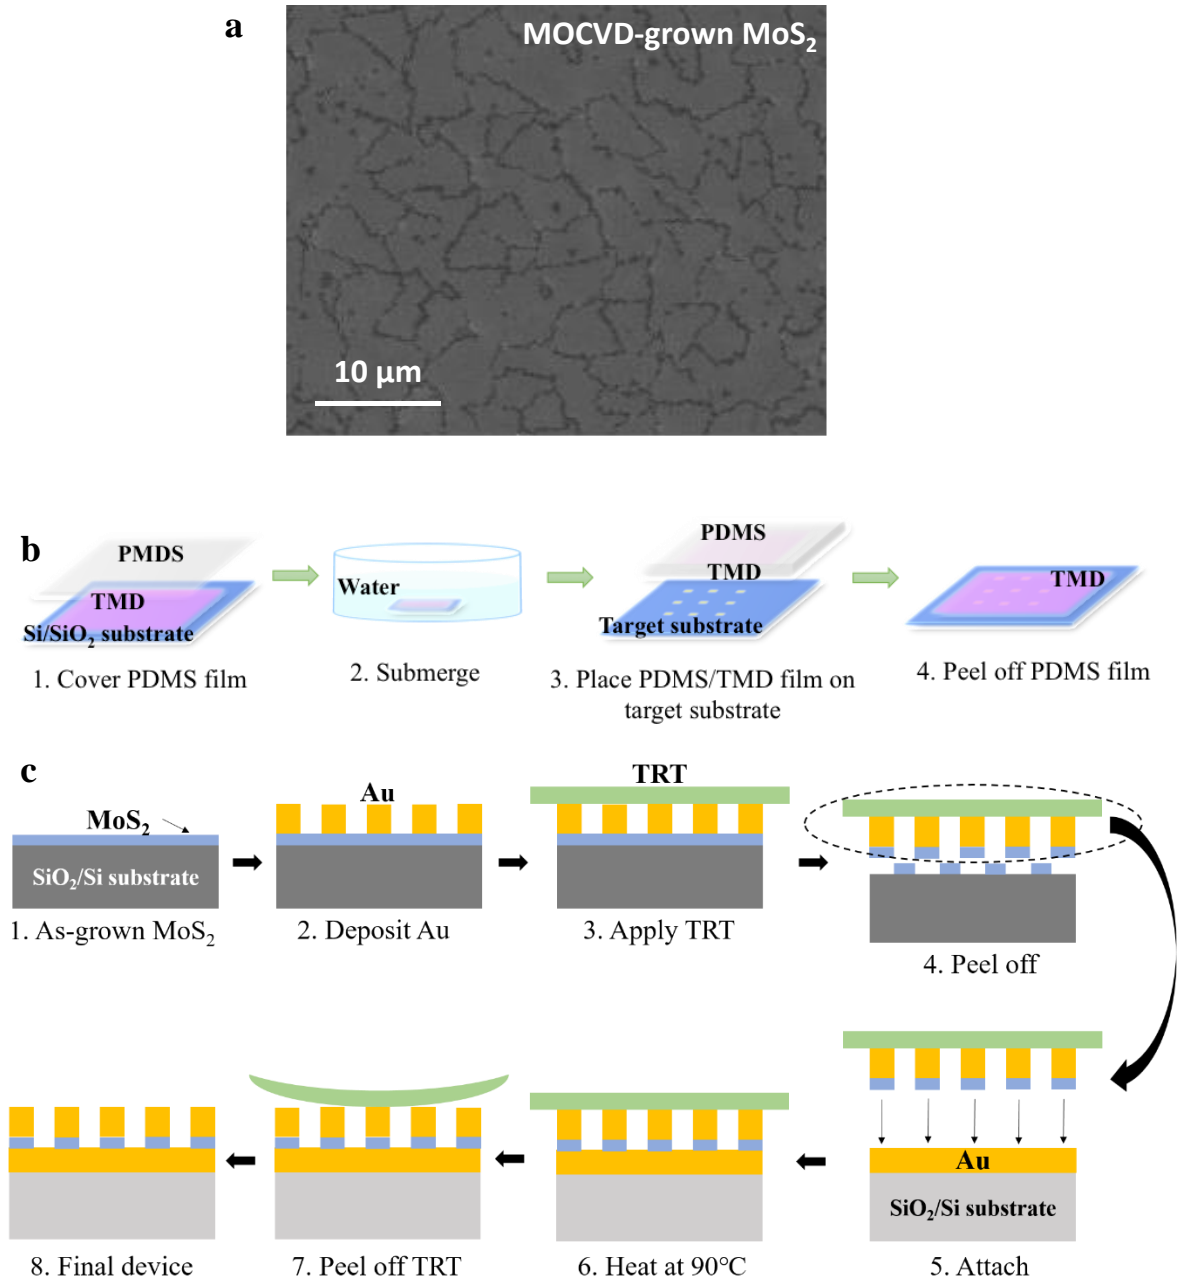 a
MOCVD-grown MoS₂
10 μm
b
PMDS
TMD
Si/SiO₂ substrate
1. Cover PDMS film
Water
2. Submerge
PDMS
TMD
Target substrate
3. Place PDMS/TMD film on
target substrate
TMD
4. Peel off PDMS film
c
MoS₂
SiO₂/Si substrate
1. As-grown MoS₂
Au
2. Deposit Au
TRT
3. Apply TRT
4. Peel off
Au
SiO₂/Si substrate
5. Attach
6. Heat at 90°C
7. Peel off TRT
8. Final device